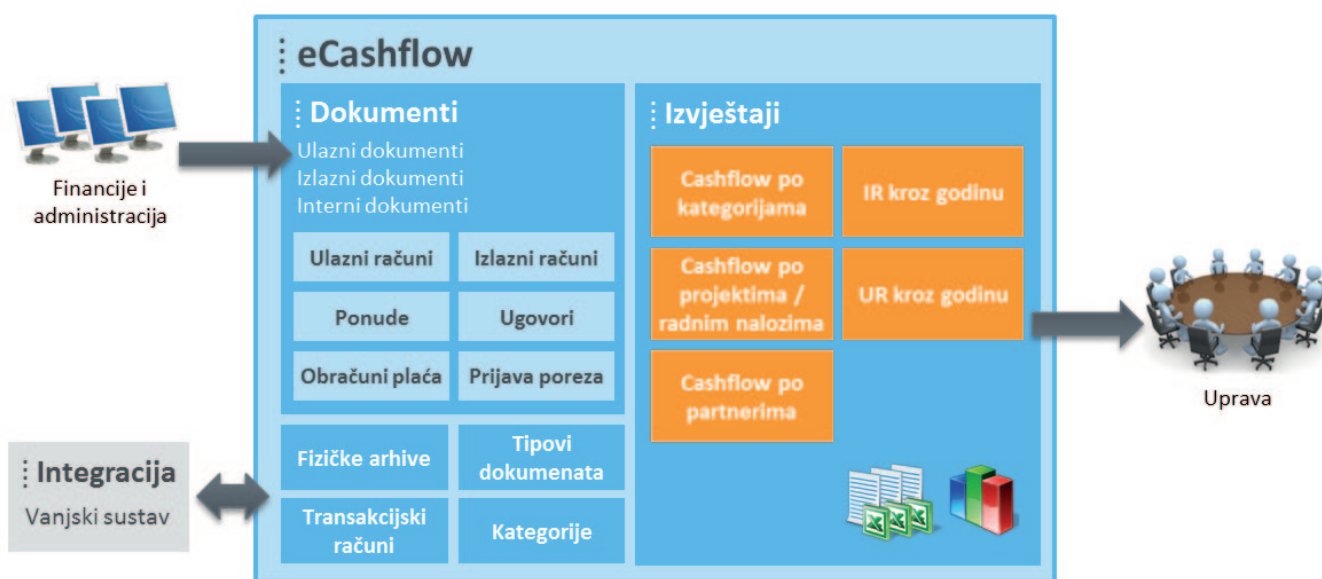 eCashflow
Financije i
administracija
Dokumenti
Ulazni dokumenti
Izlazni dokumenti
Interni dokumenti
Ulazni računi
Izlazni računi
Ponude
Ugovori
Obračuni plaća
Prijava poreza
Integracija
Vanjski sustav
Fizičke arhive
Tipovi
dokumenata
Transakcijski
računi
Kategorije
Izvještaji
Cashflow po
kategorijama
IR kroz godinu
Cashflow po
projektima /
radnim nalozima
UR kroz godinu
Cashflow po
partnerima
Uprava